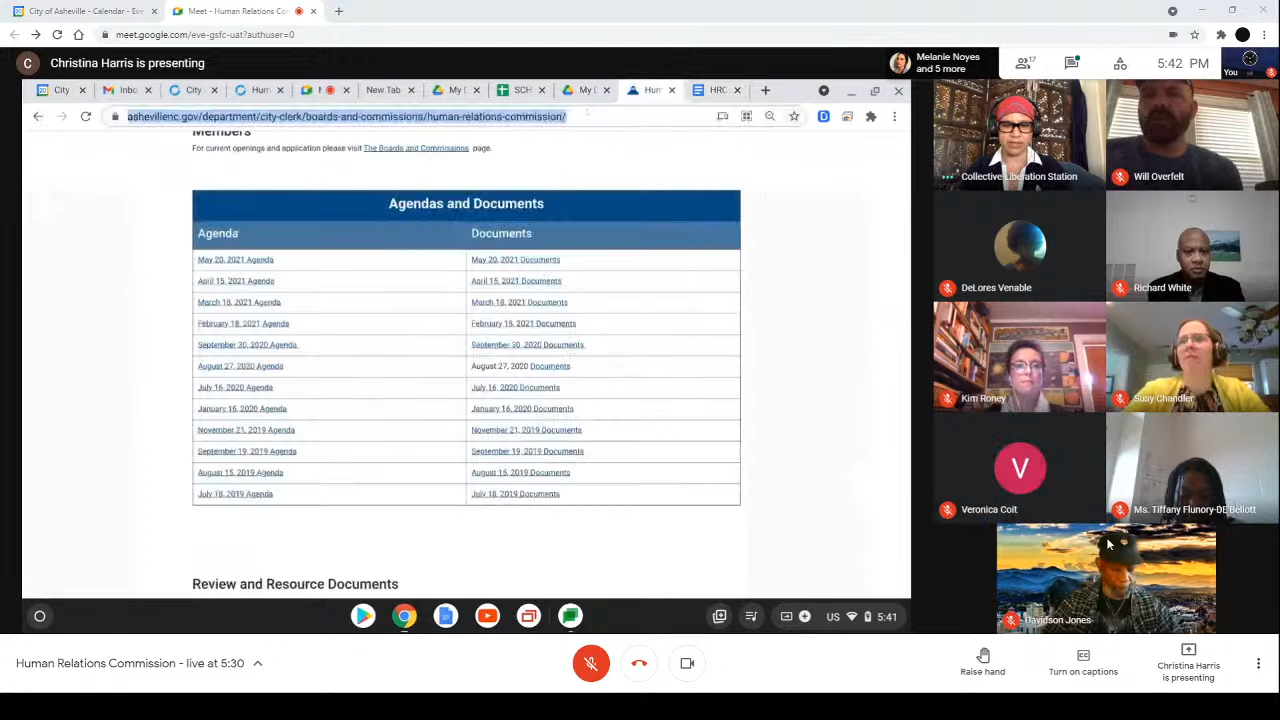 City of Asheville - Calendar - Eve
Meet - Human Relations Co
meet.google.com/eve-gsfc-uat?authuser=0
C Christina Harris is presenting
Melanie Noyes
and 5 more
17
5:42 PM
You
City
Inbo
City
Hum
M
New Tab
My D
SCH
My D
Hum
HRC
ashevillenc.gov/department/city-clerk/boards-and-commissions/human-relations-commission/
Members
For current openings and application please visit The Boards and Commissions page.
Agendas and Documents
Agenda Documents
May 20, 2021 Agenda May 20, 2021 Documents
April 15, 2021 Agenda April 15, 2021 Documents
March 18, 2021 Agenda March 18, 2021 Documents
February 18, 2021 Agenda February 18, 2021 Documents
September 30, 2020 Agenda September 30, 2020 Documents
August 27, 2020 Agenda August 27, 2020 Documents
July 16, 2020 Agenda July 16, 2020 Documents
January 16, 2020 Agenda January 16, 2020 Documents
November 21, 2019 Agenda November 21, 2019 Documents
September 19, 2019 Agenda September 19, 2019 Documents
August 15, 2019 Agenda August 15, 2019 Documents
July 18, 2019 Agenda July 18, 2019 Documents
Review and Resource Documents
US 5:41
Collective Liberation Station
Will Overfelt
DeLores Venable
Richard White
Kim Roney
Susy Chandler
V
Veronica Coit
Ms. Tiffany Flunory-DE Bellott
Davidson Jones
Human Relations Commission - live at 5:30
Raise hand
Turn on captions
Christina Harris
is presenting